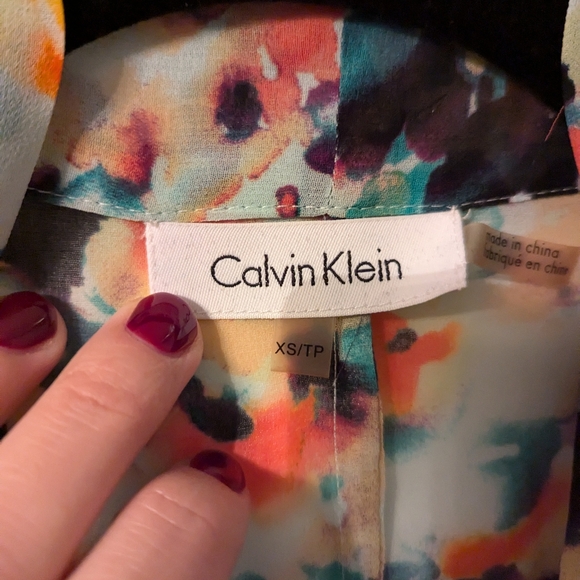 Calvin Klein
made in china
fabriqué en chine
XS/TP